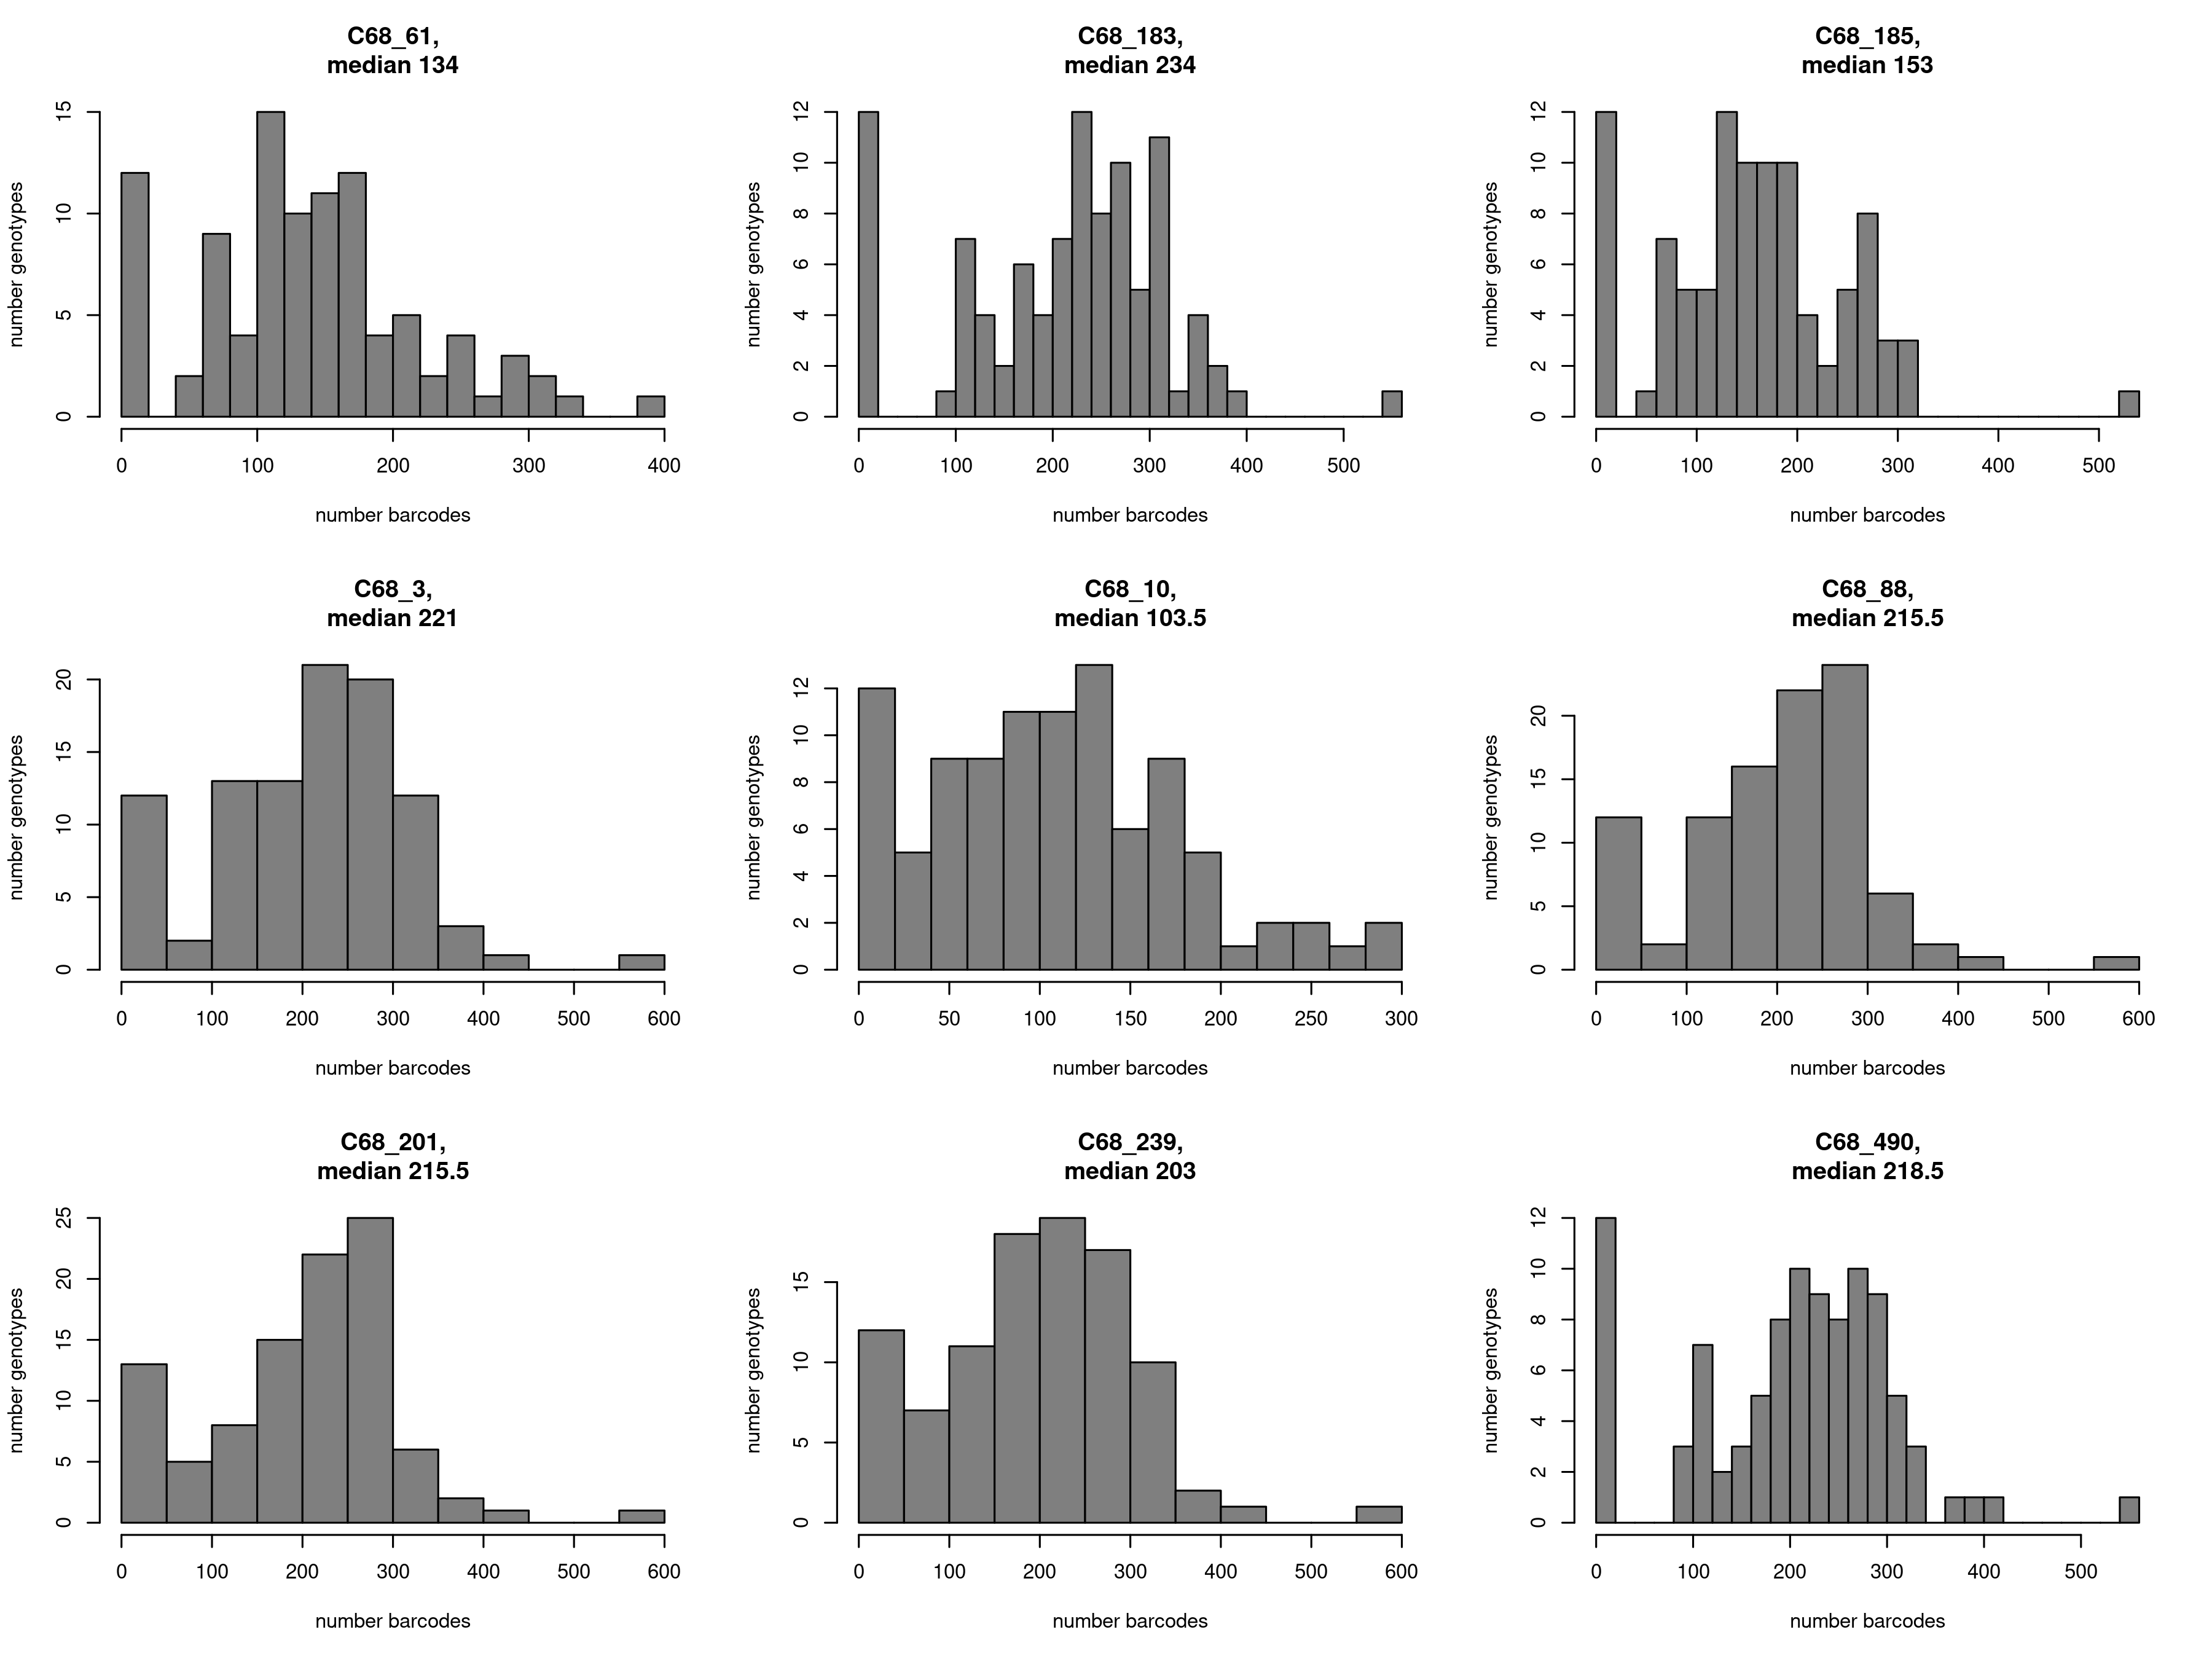 C68_61,
median 134
number genotypes
0 5 10 15
0 100 200 300 400
number barcodes
C68_183,
median 234
number genotypes
0 2 4 6 8 10 12
0 100 200 300 400 500
number barcodes
C68_185,
median 153
number genotypes
0 2 4 6 8 10 12
0 100 200 300 400 500
number barcodes
C68_3,
median 221
number genotypes
0 5 10 15 20
0 100 200 300 400 500 600
number barcodes
C68_10,
median 103.5
number genotypes
0 2 4 6 8 10 12
0 50 100 150 200 250 300
number barcodes
C68_88,
median 215.5
number genotypes
0 5 10 15 20
0 100 200 300 400 500 600
number barcodes
C68_201,
median 215.5
number genotypes
0 5 10 15 20 25
0 100 200 300 400 500 600
number barcodes
C68_239,
median 203
number genotypes
0 5 10 15
0 100 200 300 400 500 600
number barcodes
C68_490,
median 218.5
number genotypes
0 2 4 6 8 10 12
0 100 200 300 400 500
number barcodes